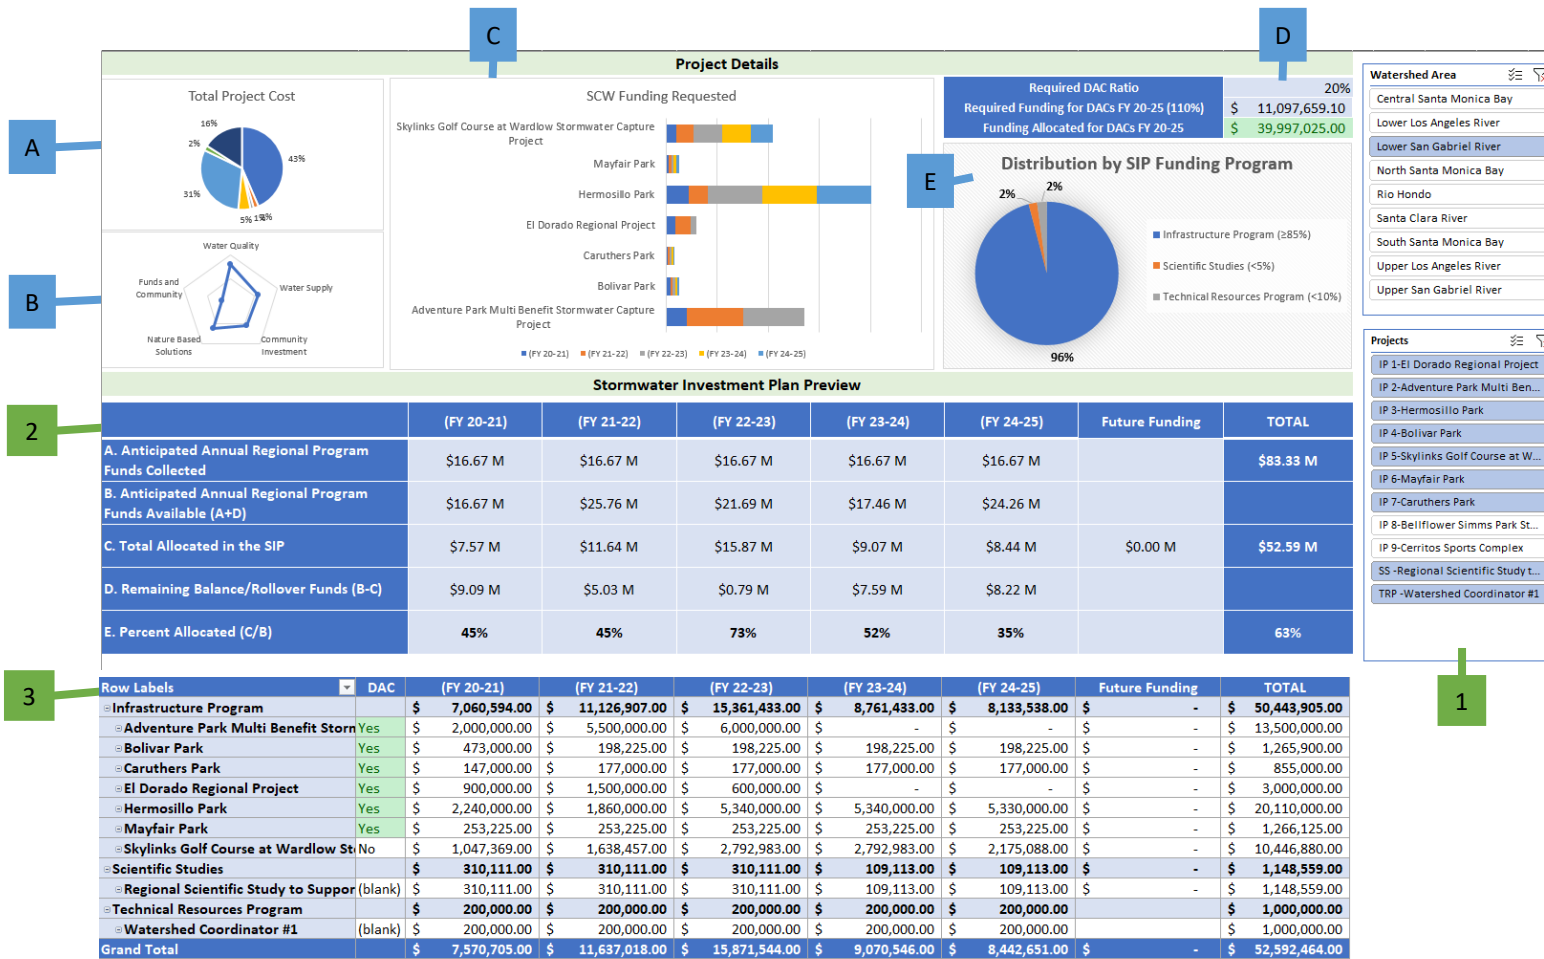 C
D
Project Details
A
Total Project Cost
16%
2%
43%
31%
5%
B
Water Quality
Water Supply
Community
Investment
Nature Based
Solutions
Funds and
Community
SCW Funding Requested
Skylinks Golf Course at Wardlow Stormwater Capture
Project
Mayfair Park
Hermosillo Park
El Dorado Regional Project
Caruthers Park
Bolivar Park
Adventure Park Multi Benefit Stormwater Capture
Project
(FY 20-21) (FY 21-22) (FY 22-23) (FY 23-24) (FY 24-25)
Required DAC Ratio 20%
Required Funding for DACs FY 20-25 (110%) $ 11,097,659.10
Funding Allocated for DACs FY 20-25 $ 39,997,025.00
E
Distribution by SIP Funding Program
2%
2%
96%
Infrastructure Program (≥85%)
Scientific Studies (<5%)
Technical Resources Program (<10%)
Watershed Area
Central Santa Monica Bay
Lower Los Angeles River
Lower San Gabriel River
North Santa Monica Bay
Rio Hondo
Santa Clara River
South Santa Monica Bay
Upper Los Angeles River
Upper San Gabriel River
Projects
IP 1-El Dorado Regional Project
IP 2-Adventure Park Multi Ben...
IP 3-Hermosillo Park
IP 4-Bolivar Park
IP 5-Skylinks Golf Course at W...
IP 6-Mayfair Park
IP 7-Caruthers Park
IP 8-Bellflower Simms Park St...
IP 9-Cerritos Sports Complex
SS -Regional Scientific Study t...
TRP -Watershed Coordinator #1
1
Stormwater Investment Plan Preview
2
(FY 20-21) (FY 21-22) (FY 22-23) (FY 23-24) (FY 24-25) Future Funding TOTAL
A. Anticipated Annual Regional Program
Funds Collected
$16.67 M $16.67 M $16.67 M $16.67 M $16.67 M $83.33 M
B. Anticipated Annual Regional Program
Funds Available (A+D)
$16.67 M $25.76 M $21.69 M $17.46 M $24.26 M
C. Total Allocated in the SIP $7.57 M $11.64 M $15.87 M $9.07 M $8.44 M $0.00 M $52.59 M
D. Remaining Balance/Rollover Funds (B-C) $9.09 M $5.03 M $0.79 M $7.59 M $8.22 M
E. Percent Allocated (C/B) 45% 45% 73% 52% 35% 63%
3
Row Labels DAC (FY 20-21) (FY 21-22) (FY 22-23) (FY 23-24) (FY 24-25) Future Funding TOTAL
Infrastructure Program $ 7,060,594.00 $ 11,126,907.00 $ 15,361,433.00 $ 8,761,433.00 $ 8,133,538.00 $ - $ 50,443,905.00
Adventure Park Multi Benefit Storm Yes $ 2,000,000.00 $ 5,500,000.00 $ 6,000,000.00 $ - $ - $ - $ 13,500,000.00
Bolivar Park Yes $ 473,000.00 $ 198,225.00 $ 198,225.00 $ 198,225.00 $ 198,225.00 $ - $ 1,265,900.00
Caruthers Park Yes $ 147,000.00 $ 177,000.00 $ 177,000.00 $ 177,000.00 $ 177,000.00 $ - $ 855,000.00
El Dorado Regional Project Yes $ 900,000.00 $ 1,500,000.00 $ 600,000.00 $ - $ - $ - $ 3,000,000.00
Hermosillo Park Yes $ 2,240,000.00 $ 1,860,000.00 $ 5,340,000.00 $ 5,340,000.00 $ 5,330,000.00 $ - $ 20,110,000.00
Mayfair Park Yes $ 253,225.00 $ 253,225.00 $ 253,225.00 $ 253,225.00 $ 253,225.00 $ - $ 1,266,125.00
Skylinks Golf Course at Wardlow St No $ 1,047,369.00 $ 1,638,457.00 $ 2,792,983.00 $ 2,792,983.00 $ 2,175,088.00 $ - $ 10,446,880.00
Scientific Studies $ 310,111.00 $ 310,111.00 $ 310,111.00 $ 109,113.00 $ 109,113.00 $ - $ 1,148,559.00
Regional Scientific Study to Suppor (blank) $ 310,111.00 $ 310,111.00 $ 310,111.00 $ 109,113.00 $ 109,113.00 $ - $ 1,148,559.00
Technical Resources Program $ 200,000.00 $ 200,000.00 $ 200,000.00 $ 200,000.00 $ 200,000.00 $ 1,000,000.00
Watershed Coordinator #1 (blank) $ 200,000.00 $ 200,000.00 $ 200,000.00 $ 200,000.00 $ 200,000.00 $ 1,000,000.00
Grand Total $ 7,570,705.00 $ 11,637,018.00 $ 15,871,544.00 $ 9,070,546.00 $ 8,442,651.00 $ - $ 52,592,464.00